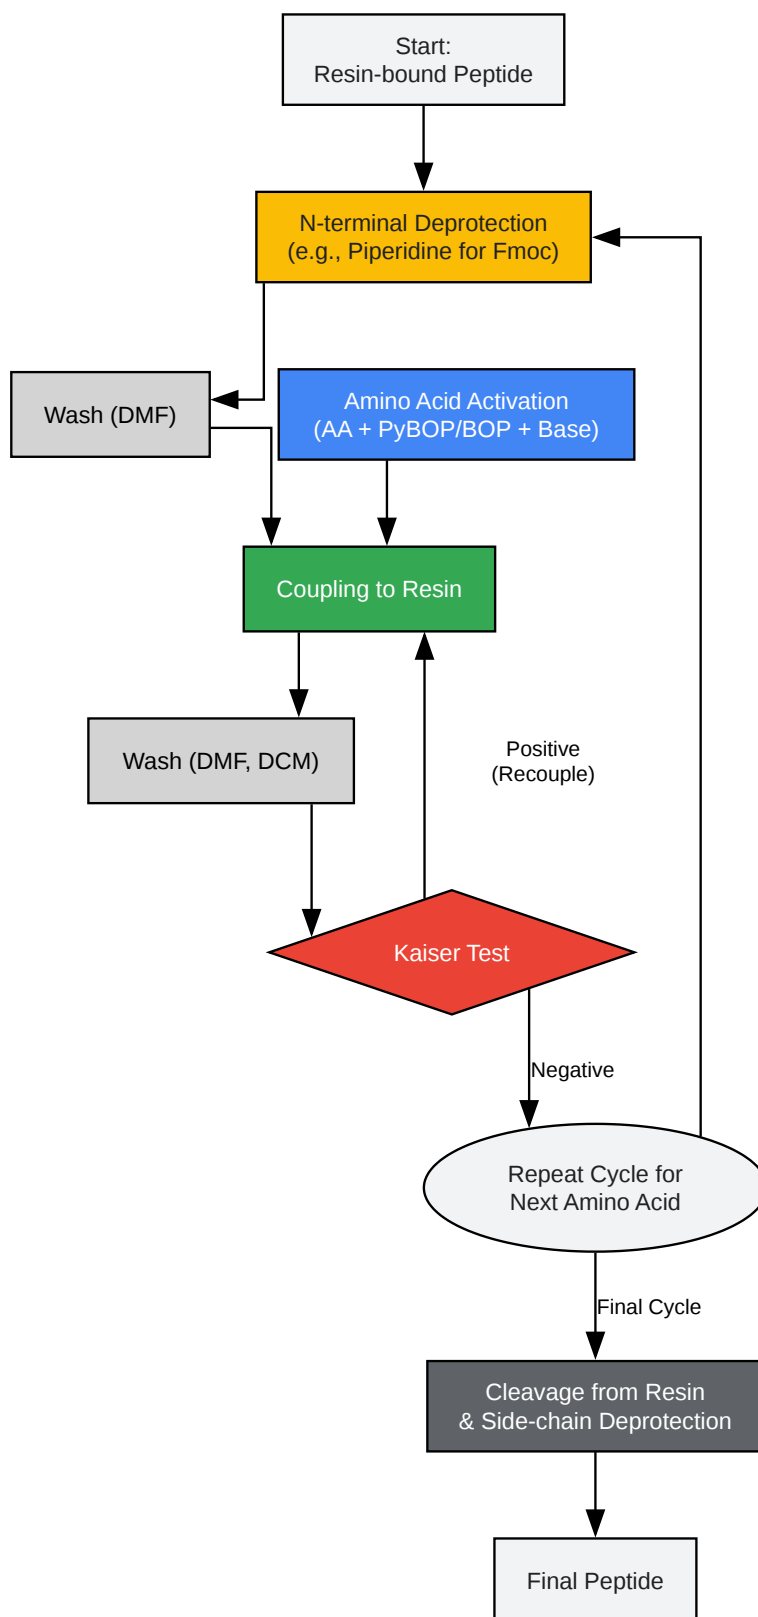 Start:
Resin-bound Peptide
N-terminal Deprotection
(e.g., Piperidine for Fmoc)
Wash (DMF)
Amino Acid Activation
(AA + PyBOP/BOP + Base)
Coupling to Resin
Wash (DMF, DCM)
Positive
(Recouple)
Kaiser Test
Negative
Repeat Cycle for
Next Amino Acid
Final Cycle
Cleavage from Resin
& Side-chain Deprotection
Final Peptide